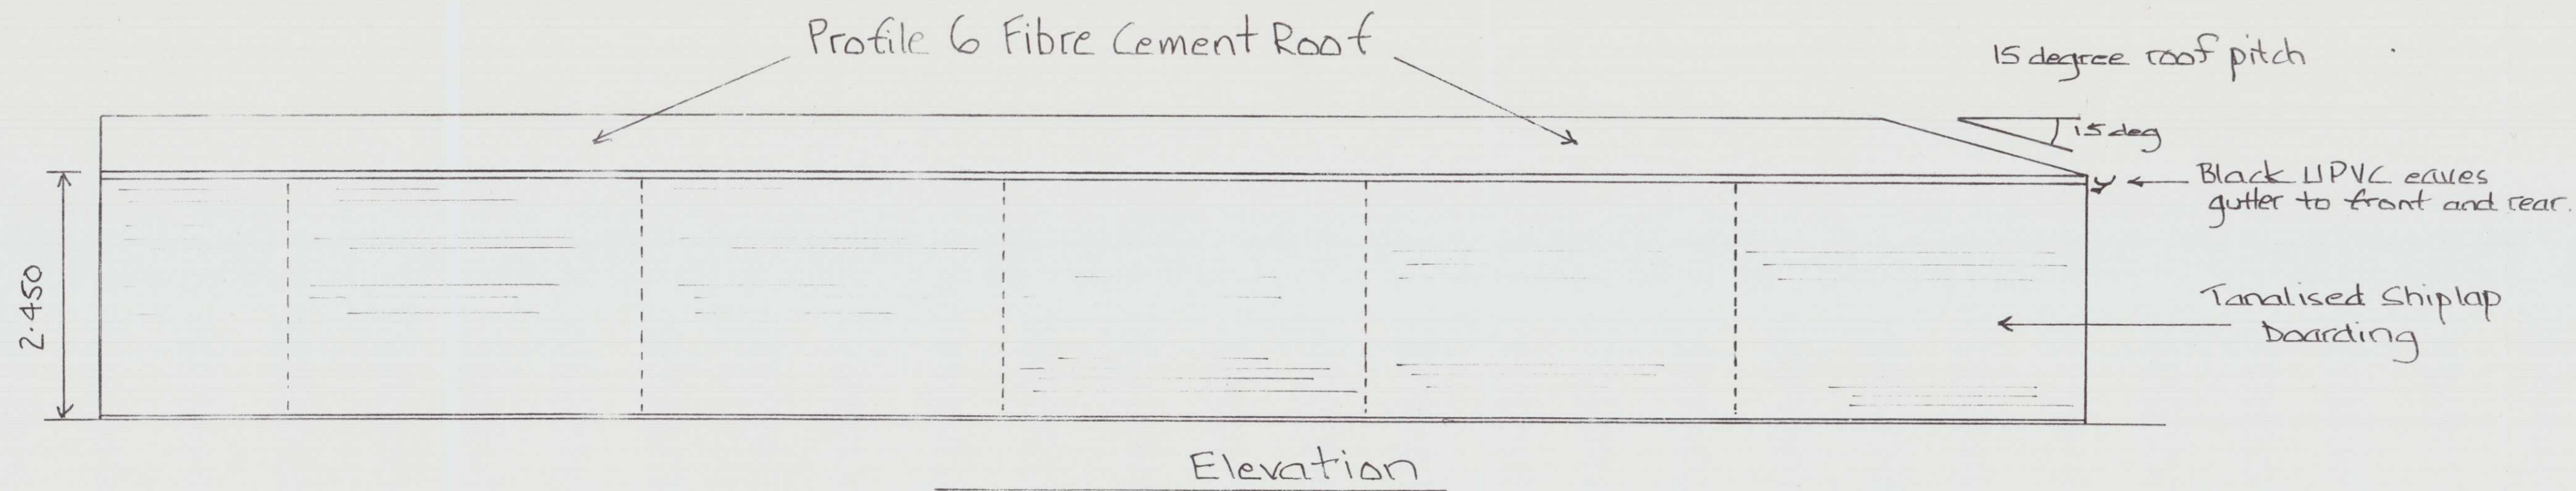 Profile 6 Fibre Cement Roof
15 degree roof pitch
15 deg
Black UPVC eaves
gutter to front and rear.
2.450
Tanalised Shiplap
boarding
Elevation